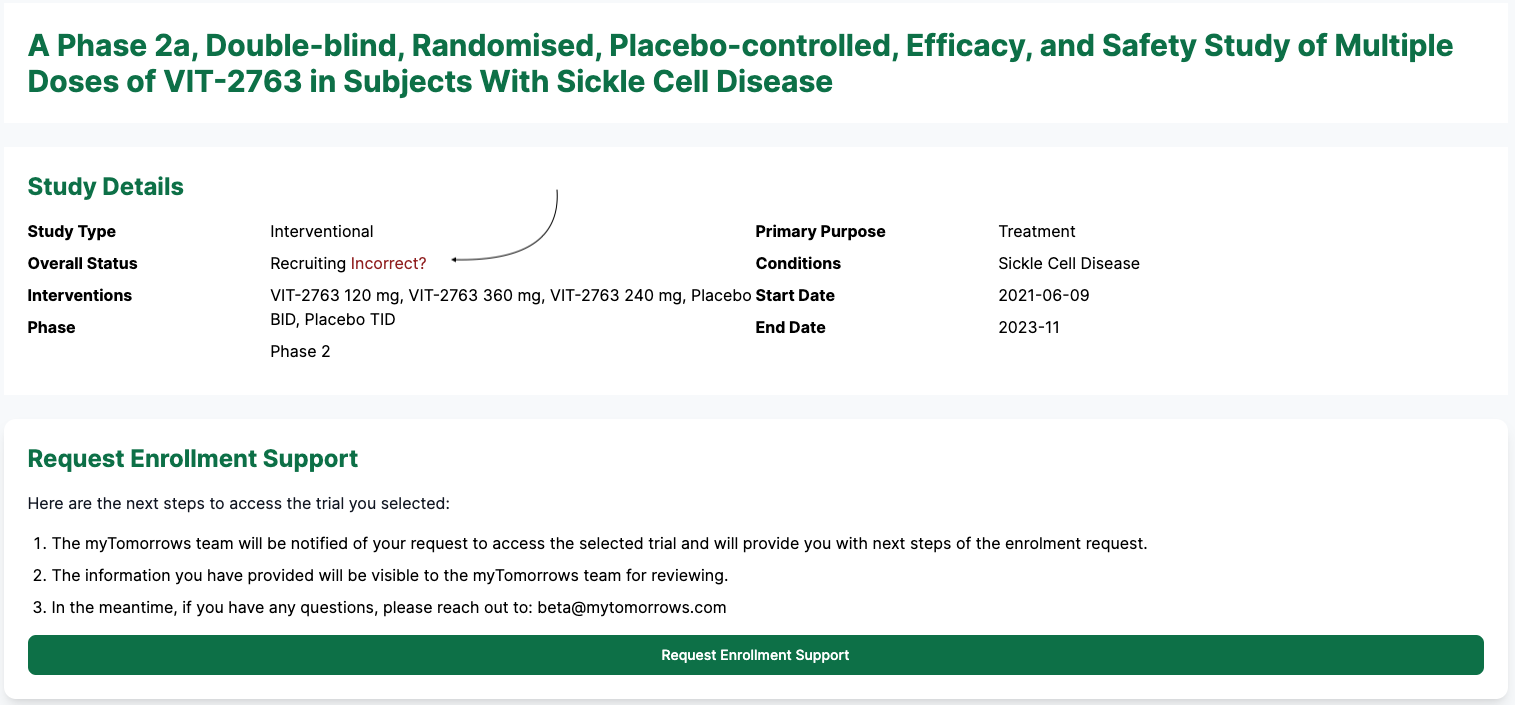 A Phase 2a, Double-blind, Randomised, Placebo-controlled, Efficacy, and Safety Study of Multiple
Doses of VIT-2763 in Subjects With Sickle Cell Disease
Study Details
Study Type Interventional
Overall Status Recruiting Incorrect?
Interventions VIT-2763 120 mg, VIT-2763 360 mg, VIT-2763 240 mg, Placebo
BID, Placebo TID
Phase Phase 2
Primary Purpose Treatment
Conditions Sickle Cell Disease
Start Date 2021-06-09
End Date 2023-11
Request Enrollment Support
Here are the next steps to access the trial you selected:
1. The myTomorrows team will be notified of your request to access the selected trial and will provide you with next steps of the enrolment request.
2. The information you have provided will be visible to the myTomorrows team for reviewing.
3. In the meantime, if you have any questions, please reach out to: beta@mytomorrows.com
Request Enrollment Support